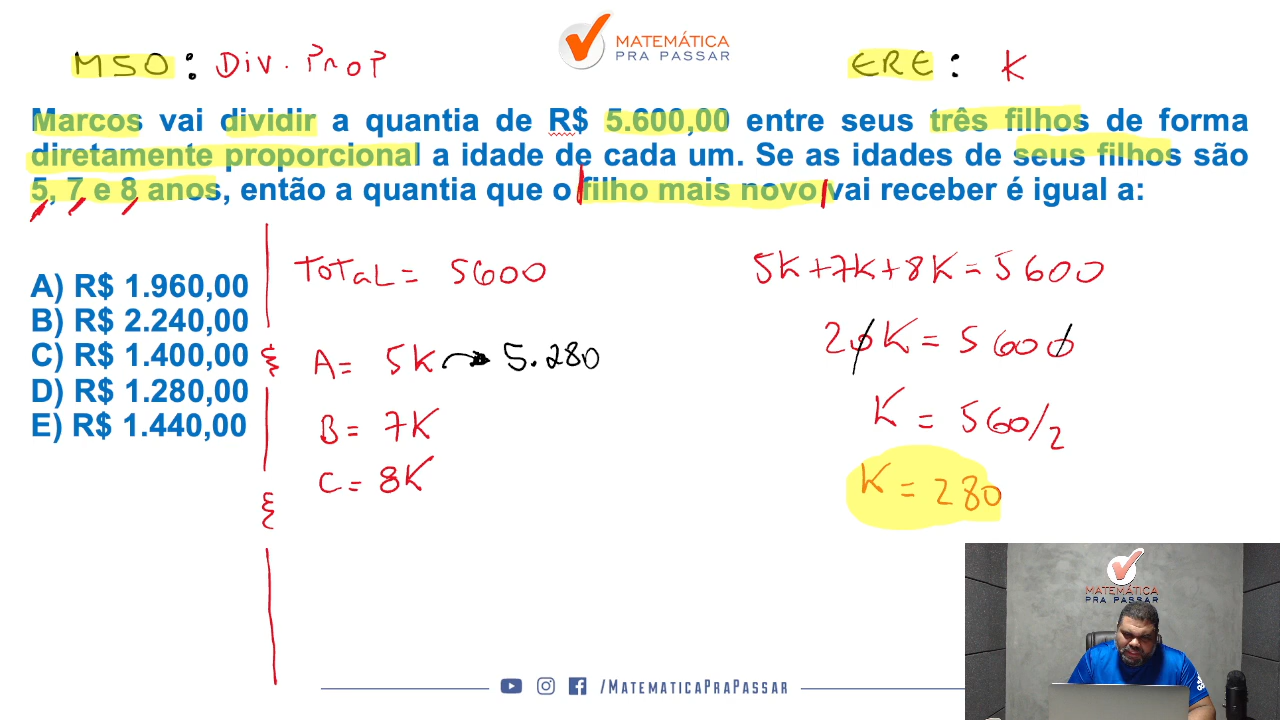 MATEMÁTICA
PRA PASSAR
MSO : DIV. PROP
ERE : K
Marcos vai dividir a quantia de R$ 5.600,00 entre seus três filhos de forma
diretamente proporcional a idade de cada um. Se as idades de seus filhos são
5, 7 e 8 anos, então a quantia que o filho mais novo vai receber é igual a:
A) R$ 1.960,00
B) R$ 2.240,00
C) R$ 1.400,00
D) R$ 1.280,00
E) R$ 1.440,00
TOTAL = 5600
A = 5K → 5.280
B = 7K
C = 8K
5K+7K+8K=5600
20K = 5600
K = 560/2
K = 280
MATEMÁTICA
PRA PASSAR
/MATEMATICAPRAPASSAR